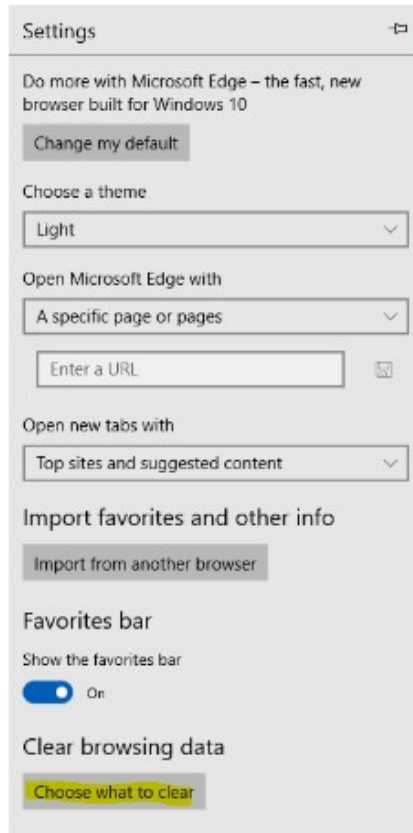 Settings
Do more with Microsoft Edge – the fast, new
browser built for Windows 10
Change my default
Choose a theme
Light
Open Microsoft Edge with
A specific page or pages
Enter a URL
Open new tabs with
Top sites and suggested content
Import favorites and other info
Import from another browser
Favorites bar
Show the favorites bar
On
Clear browsing data
Choose what to clear